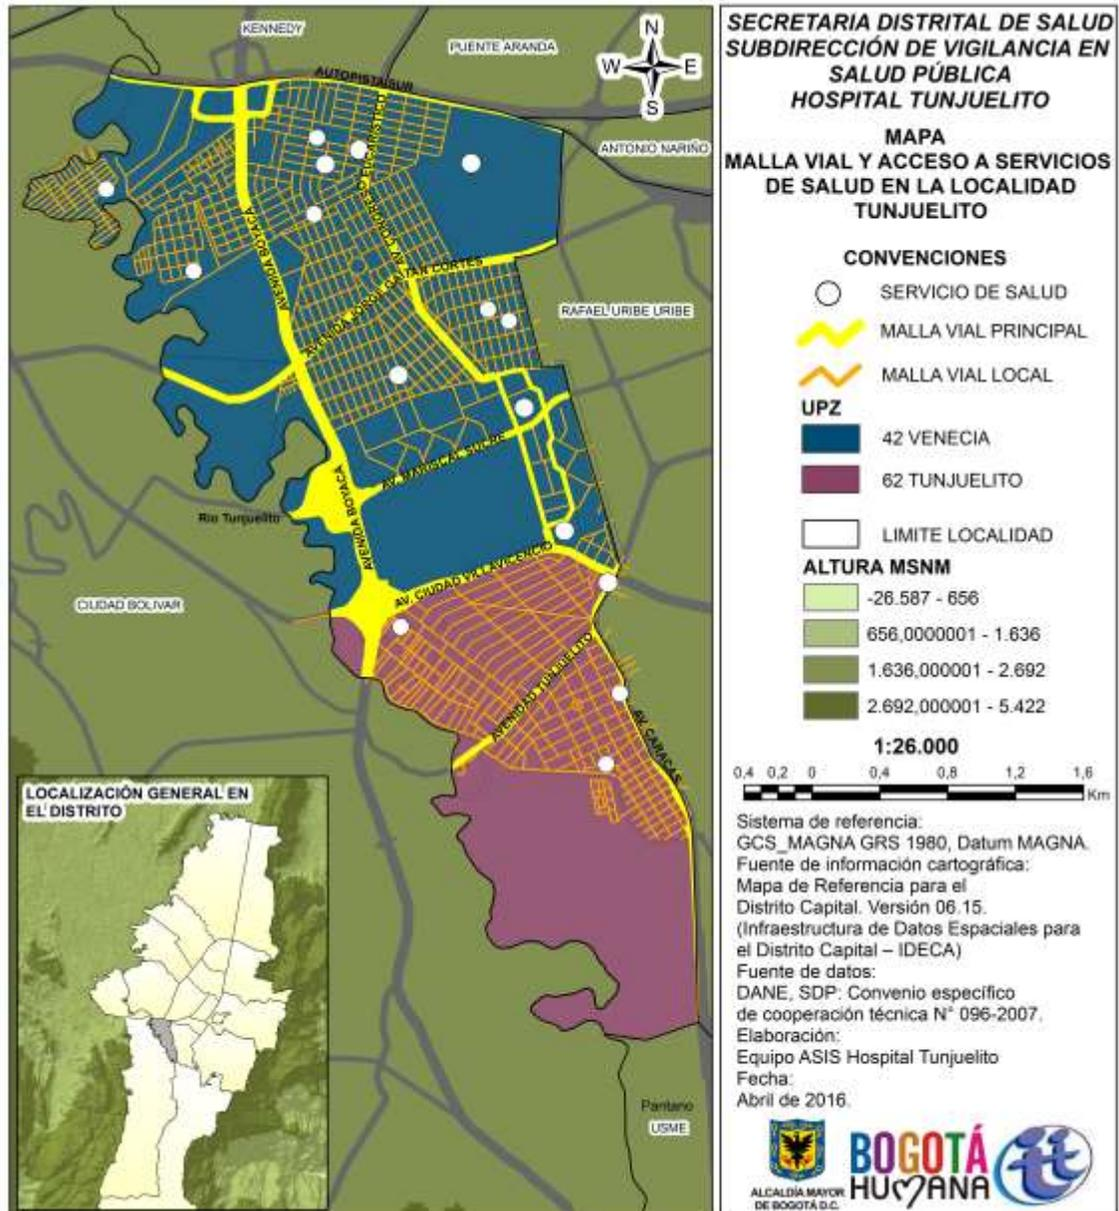 KENNEDY
PUENTE ARANDA
N
W E
S
AUTOPISTA SUR
ANTONIO NARIÑO
AVENIDA BOYACA
AVENIDA JORGE GAITAN CORTES
RAFAEL URIBE URIBE
AV. MARISCAL SUCRE
AVENIDA BOYACA
Rio Tunjuelito
AV. CIUDAD VILLAVICENCIO
CIUDAD BOLIVAR
AVENIDAD TUNJUELITO
AV. CARACAS
LOCALIZACIÓN GENERAL EN
EL DISTRITO
Pantano
USME
SECRETARIA DISTRITAL DE SALUD
SUBDIRECCIÓN DE VIGILANCIA EN
SALUD PÚBLICA
HOSPITAL TUNJUELITO
MAPA
MALLA VIAL Y ACCESO A SERVICIOS
DE SALUD EN LA LOCALIDAD
TUNJUELITO
CONVENCIONES
SERVICIO DE SALUD
MALLA VIAL PRINCIPAL
MALLA VIAL LOCAL
UPZ
42 VENECIA
62 TUNJUELITO
LIMITE LOCALIDAD
ALTURA MSNM
-26.587 - 656
656,0000001 - 1.636
1.636,000001 - 2.692
2.692,000001 - 5.422
1:26.000
0,4 0,2 0 0,4 0,8 1,2 1,6
Km
Sistema de referencia:
GCS_MAGNA GRS 1980, Datum MAGNA.
Fuente de información cartográfica:
Mapa de Referencia para el
Distrito Capital. Versión 06.15.
(Infraestructura de Datos Espaciales para
el Distrito Capital – IDECA)
Fuente de datos:
DANE, SDP: Convenio específico
de cooperación técnica N° 096-2007.
Elaboración:
Equipo ASIS Hospital Tunjuelito
Fecha:
Abril de 2016.
ALCALDÍA MAYOR
DE BOGOTÁ D.C.
BOGOTÁ
HUMANA